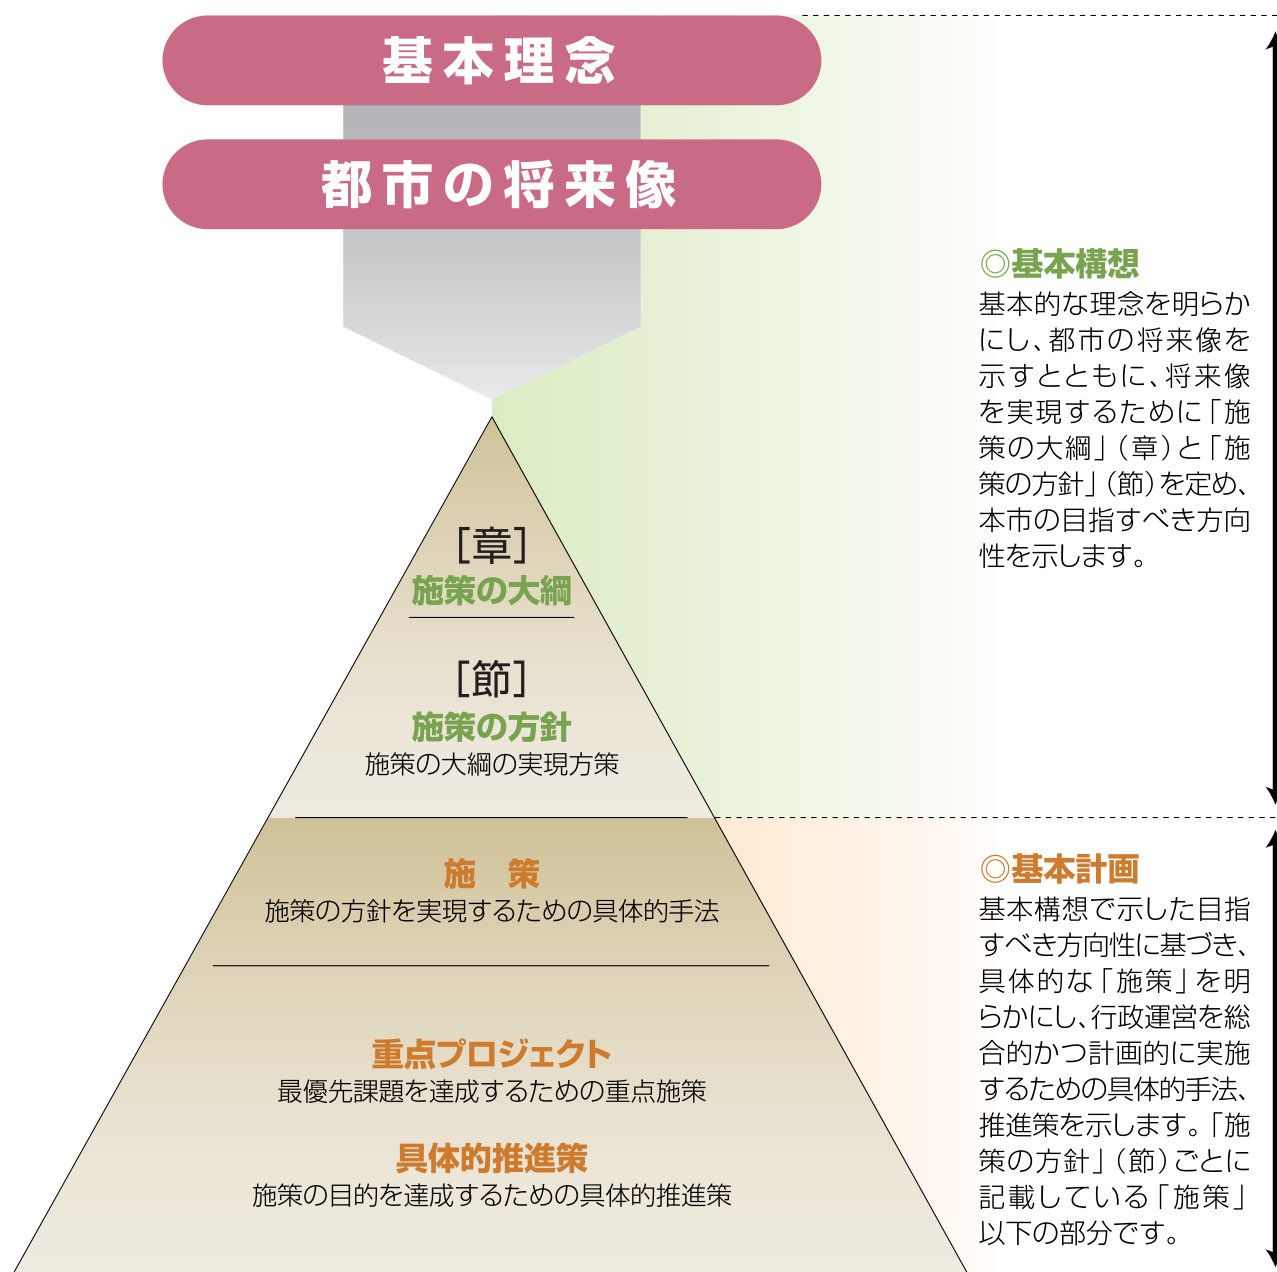 基本理念
都市の将来像
[章]
施策の大綱
[節]
施策の方針
施策の大綱の実現方策
施　策
施策の方針を実現するための具体的手法
重点プロジェクト
最優先課題を達成するための重点施策
具体的推進策
施策の目的を達成するための具体的推進策
◎基本構想
基本的な理念を明らか
にし、都市の将来像を
示すとともに、将来像
を実現するために「施
策の大綱」（章）と「施
策の方針」（節）を定め、
本市の目指すべき方向
性を示します。
◎基本計画
基本構想で示した目指
すべき方向性に基づき、
具体的な「施策」を明
らかにし、行政運営を総
合的かつ計画的に実施
するための具体的手法、
推進策を示します。「施
策の方針」（節）ごとに
記載している「施策」
以下の部分です。